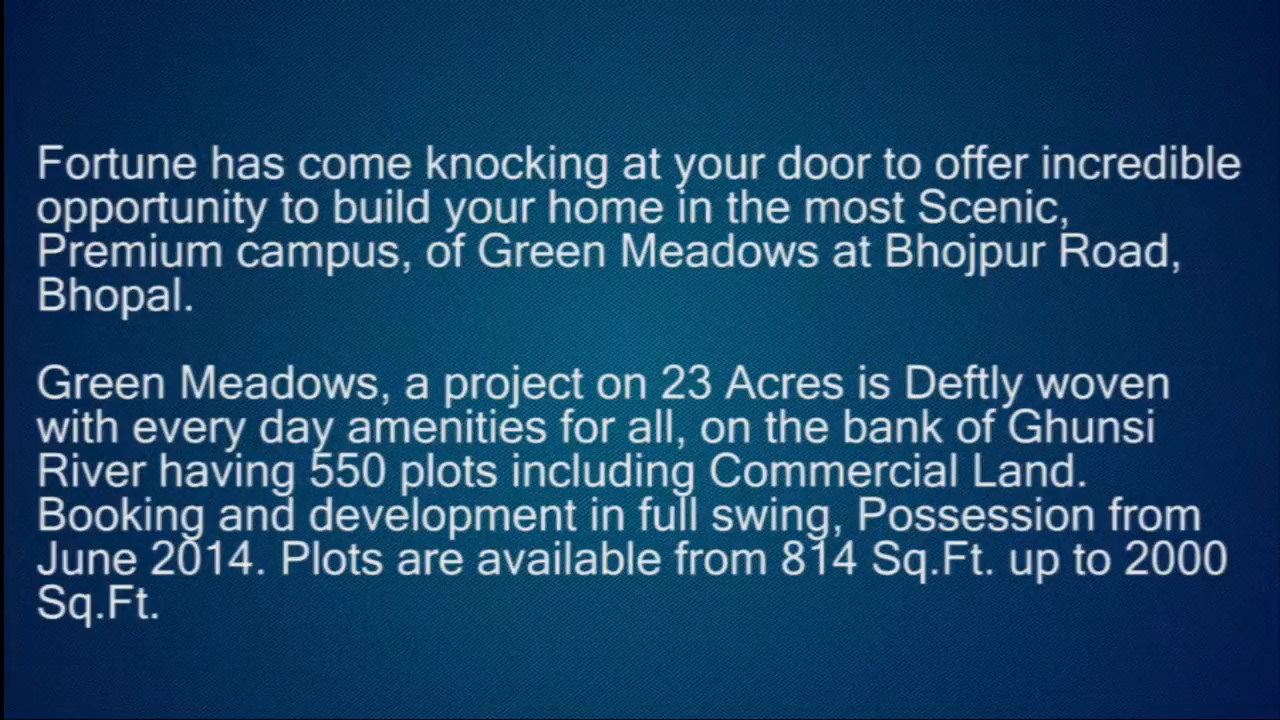 Fortune has come knocking at your door to offer incredible
opportunity to build your home in the most Scenic,
Premium campus, of Green Meadows at Bhojpur Road,
Bhopal.
Green Meadows, a project on 23 Acres is Deftly woven
with every day amenities for all, on the bank of Ghunsi
River having 550 plots including Commercial Land.
Booking and development in full swing, Possession from
June 2014. Plots are available from 814 Sq.Ft. up to 2000
Sq.Ft.